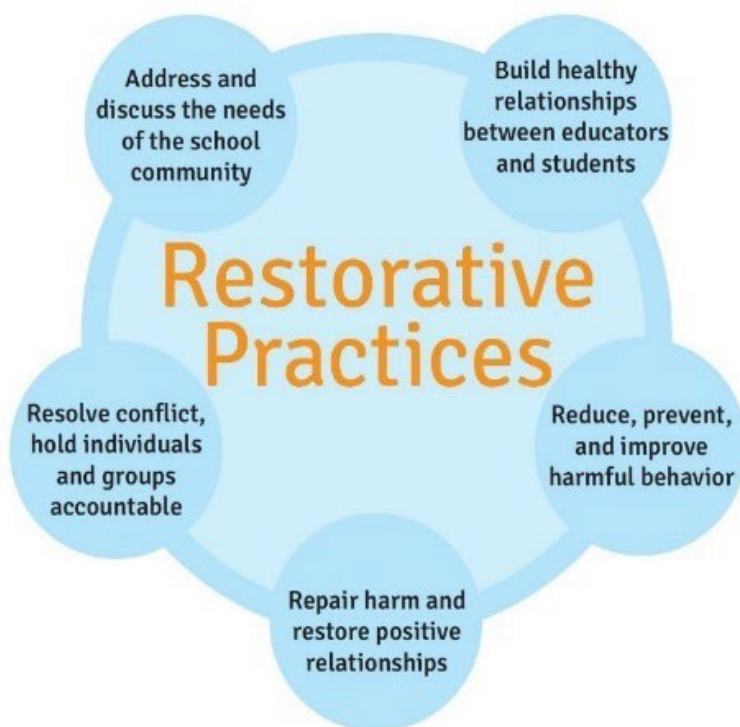 Address and
discuss the needs
of the school
community
Build healthy
relationships
between educators
and students
Restorative
Practices
Resolve conflict,
hold individuals
and groups
accountable
Reduce, prevent,
and improve
harmful behavior
Repair harm and
restore positive
relationships